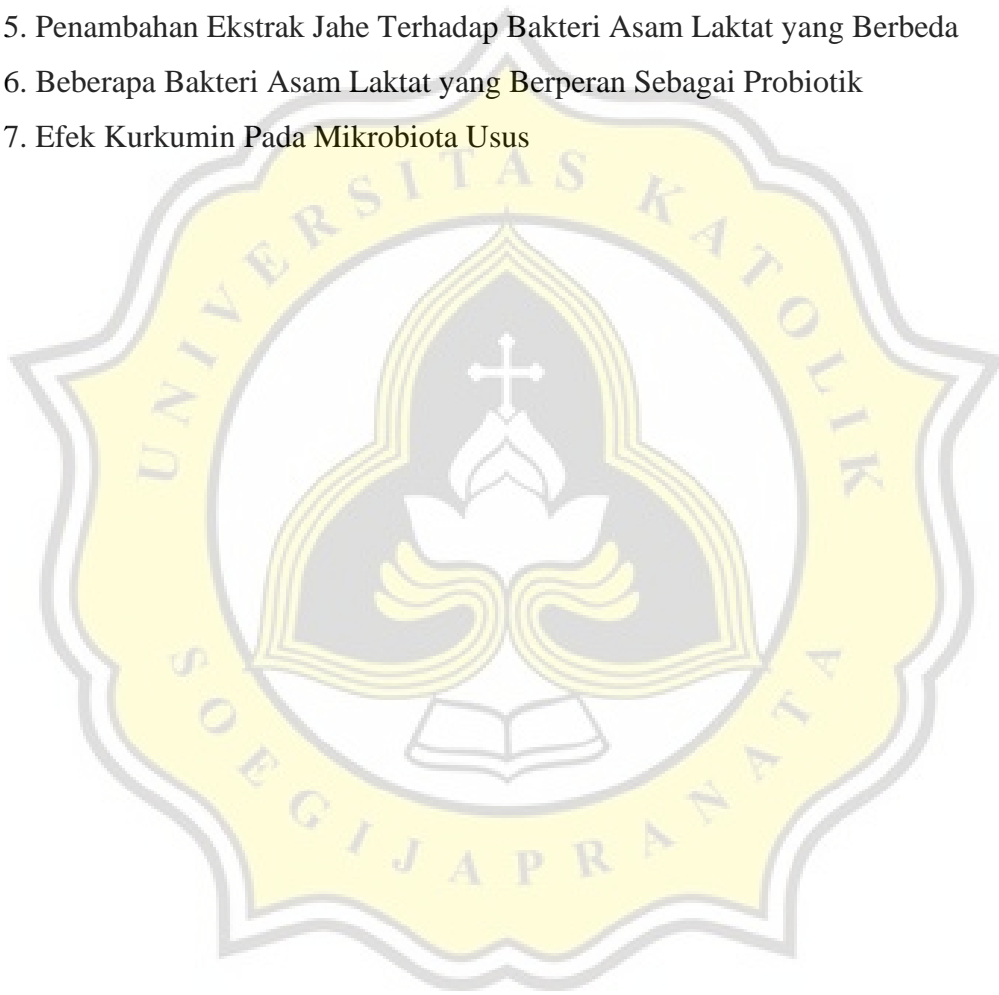 5. Penambahan Ekstrak Jahe Terhadap Bakteri Asam Laktat yang Berbeda
6. Beberapa Bakteri Asam Laktat yang Berperan Sebagai Probiotik
7. Efek Kurkumin Pada Mikrobiota Usus
UNIVERSITAS KATOLIK
SOEGIJAPRANATA